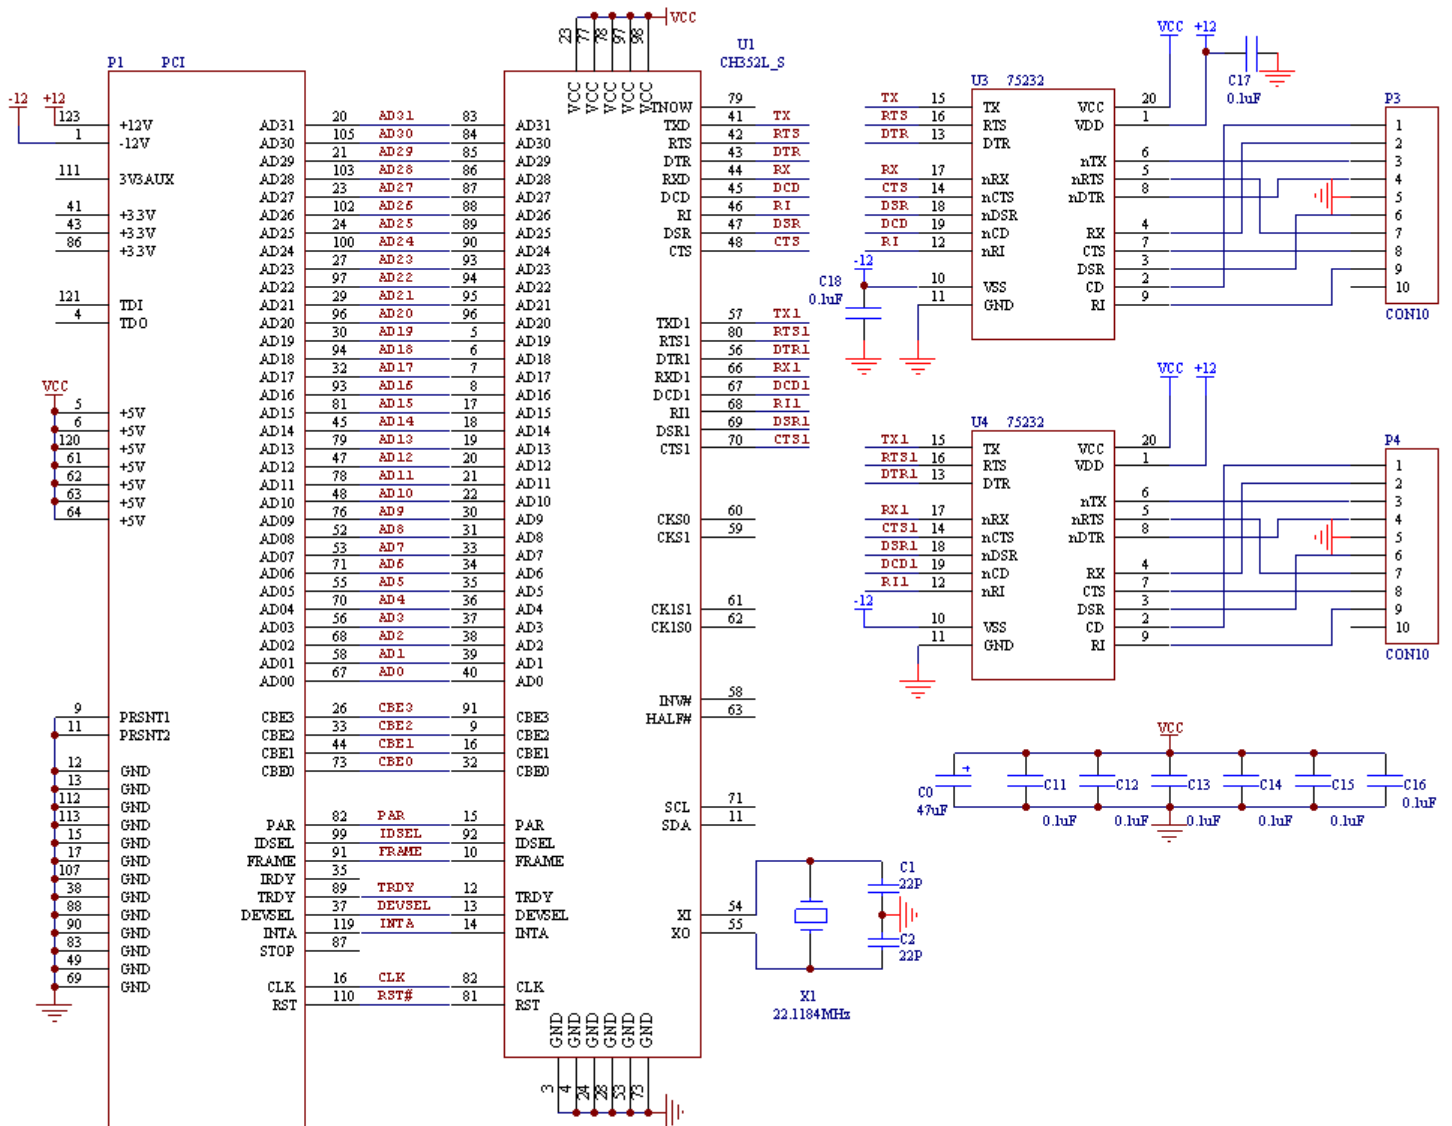 P1 PCI
-12 +12
123 +12V
1 -12V
111 3V3AUX
41 +3.3V
43 +3.3V
86 +3.3V
121 TDI
4 TDO
VCC
5 +5V
6 +5V
120 +5V
61 +5V
62 +5V
63 +5V
64 +5V
9 PRSNT1
11 PRSNT2
12 GND
13 GND
112 GND
113 GND
15 GND
17 GND
107 GND
38 GND
88 GND
90 GND
83 GND
49 GND
69 GND
AD31 20 AD31 83 AD31
AD30 105 AD30 84 AD30
AD29 21 AD29 85 AD29
AD28 103 AD28 86 AD28
AD27 23 AD27 87 AD27
AD26 102 AD26 88 AD26
AD25 24 AD25 89 AD25
AD24 100 AD24 90 AD24
AD23 27 AD23 93 AD23
AD22 97 AD22 94 AD22
AD21 29 AD21 95 AD21
AD20 96 AD20 96 AD20
AD19 30 AD19 5 AD19
AD18 94 AD18 6 AD18
AD17 32 AD17 7 AD17
AD16 93 AD16 8 AD16
AD15 81 AD15 17 AD15
AD14 45 AD14 18 AD14
AD13 79 AD13 19 AD13
AD12 47 AD12 20 AD12
AD11 78 AD11 21 AD11
AD10 48 AD10 22 AD10
AD09 76 AD9 30 AD9
AD08 52 AD8 31 AD8
AD07 53 AD7 33 AD7
AD06 71 AD6 34 AD6
AD05 55 AD5 35 AD5
AD04 70 AD4 36 AD4
AD03 56 AD3 37 AD3
AD02 68 AD2 38 AD2
AD01 58 AD1 39 AD1
AD00 67 AD0 40 AD0
CBE3 26 CBE3 91 CBE3
CBE2 33 CBE2 9 CBE2
CBE1 44 CBE1 16 CBE1
CBE0 73 CBE0 32 CBE0
PAR 82 PAR 15 PAR
IDSEL 99 IDSEL 92 IDSEL
FRAME 91 FRAME 10 FRAME
IRDY 35
TRDY 89 TRDY 12 TRDY
DEVSEL 37 DEVSEL 13 DEVSEL
INTA 119 INTA 14 INTA
STOP 87
CLK 16 CLK 82 CLK
RST 110 RST# 81 RST
VCC
23 77 78 97 98
VCC VCC VCC VCC VCC
U1
CH352L_S
TNOW 79
TXD 41 TX
RTS 42 RTS
DTR 43 DTR
RXD 44 RX
DCD 45 DCD
RI 46 RI
DSR 47 DSR
CTS 48 CTS
TXD1 57 TX1
RTS1 80 RTS1
DTR1 56 DTR1
RXD1 66 RX1
DCD1 67 DCD1
RI1 68 RI1
DSR1 69 DSR1
CTS1 70 CTS1
CKS0 60
CKS1 59
CK1S1 61
CK1S0 62
INV# 58
HALF# 63
SCL 71
SDA 11
XI 54
XO 55
GND GND GND GND GND GND
3 4 24 28 53 73
C1
22P
C2
22P
X1
22.1184MHz
VCC +12
C17
0.1uF
U3 75232
TX 15 TX
RTS 16 RTS
DTR 13 DTR
RX 17 nRX
CTS 14 nCTS
DSR 18 nDSR
DCD 19 nCD
RI 12 nRI
-12
10 VSS
11 GND
C18
0.1uF
VCC 20
VDD 1
nTX 6
nRTS 5
nDTR 8
RX 4
CTS 7
DSR 3
CD 2
RI 9
P3
1
2
3
4
5
6
7
8
9
10
CON10
VCC +12
U4 75232
TX1 15 TX
RTS1 16 RTS
DTR1 13 DTR
RX1 17 nRX
CTS1 14 nCTS
DSR1 18 nDSR
DCD1 19 nCD
RI1 12 nRI
-12
10 VSS
11 GND
VCC 20
VDD 1
nTX 6
nRTS 5
nDTR 8
RX 4
CTS 7
DSR 3
CD 2
RI 9
P4
1
2
3
4
5
6
7
8
9
10
CON10
VCC
+
C0 C11 C12 C13 C14 C15 C16
47uF 0.1uF 0.1uF 0.1uF 0.1uF 0.1uF 0.1uF